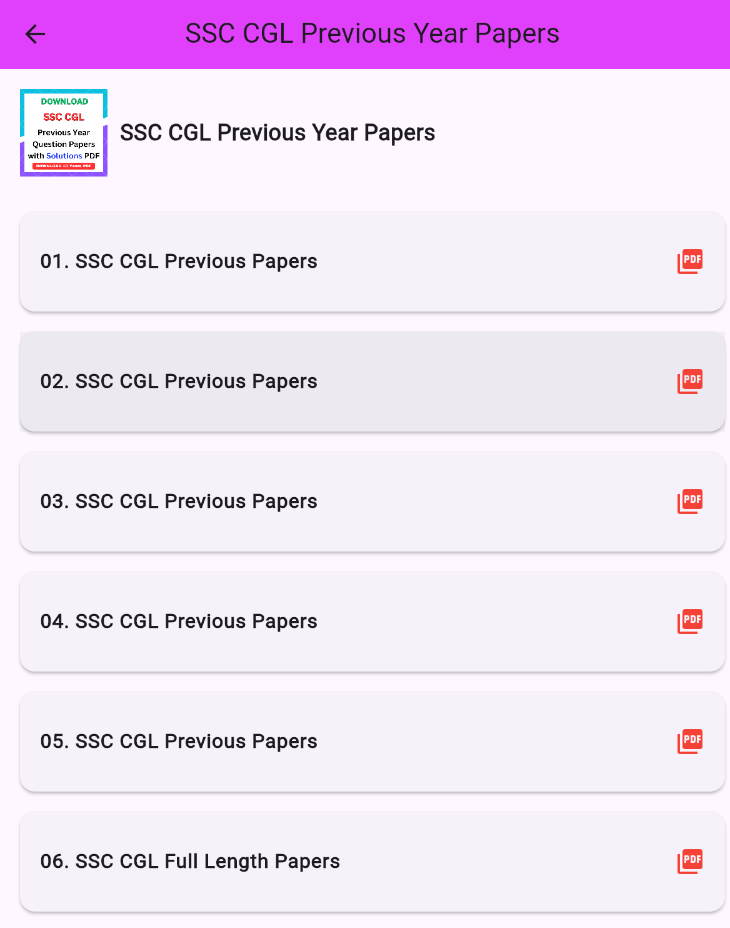 SSC CGL Previous Year Papers
DOWNLOAD
SSC CGL
Previous Year
Question Papers
with Solutions PDF
SSC CGL Previous Year Papers
01. SSC CGL Previous Papers
PDF
02. SSC CGL Previous Papers
PDF
03. SSC CGL Previous Papers
PDF
04. SSC CGL Previous Papers
PDF
05. SSC CGL Previous Papers
PDF
06. SSC CGL Full Length Papers
PDF